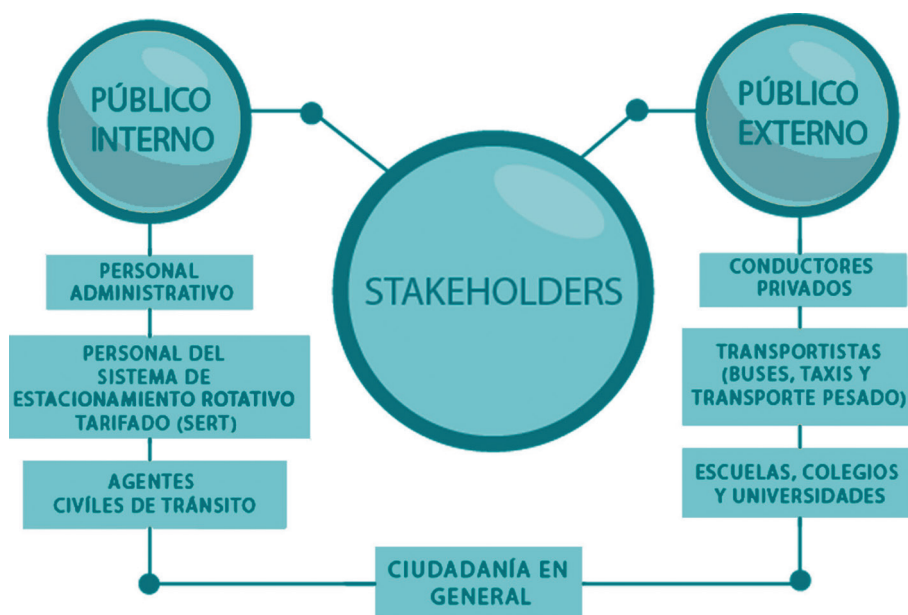 PÚBLICO
INTERNO
PÚBLICO
EXTERNO
STAKEHOLDERS
PERSONAL
ADMINISTRATIVO
PERSONAL DEL
SISTEMA DE
ESTACIONAMIENTO ROTATIVO
TARIFADO (SERT)
AGENTES
CIVÍLES DE TRÁNSITO
CONDUCTORES
PRIVADOS
TRANSPORTISTAS
(BUSES, TAXIS Y
TRANSPORTE PESADO)
ESCUELAS, COLEGIOS
Y UNIVERSIDADES
CIUDADANÍA EN
GENERAL